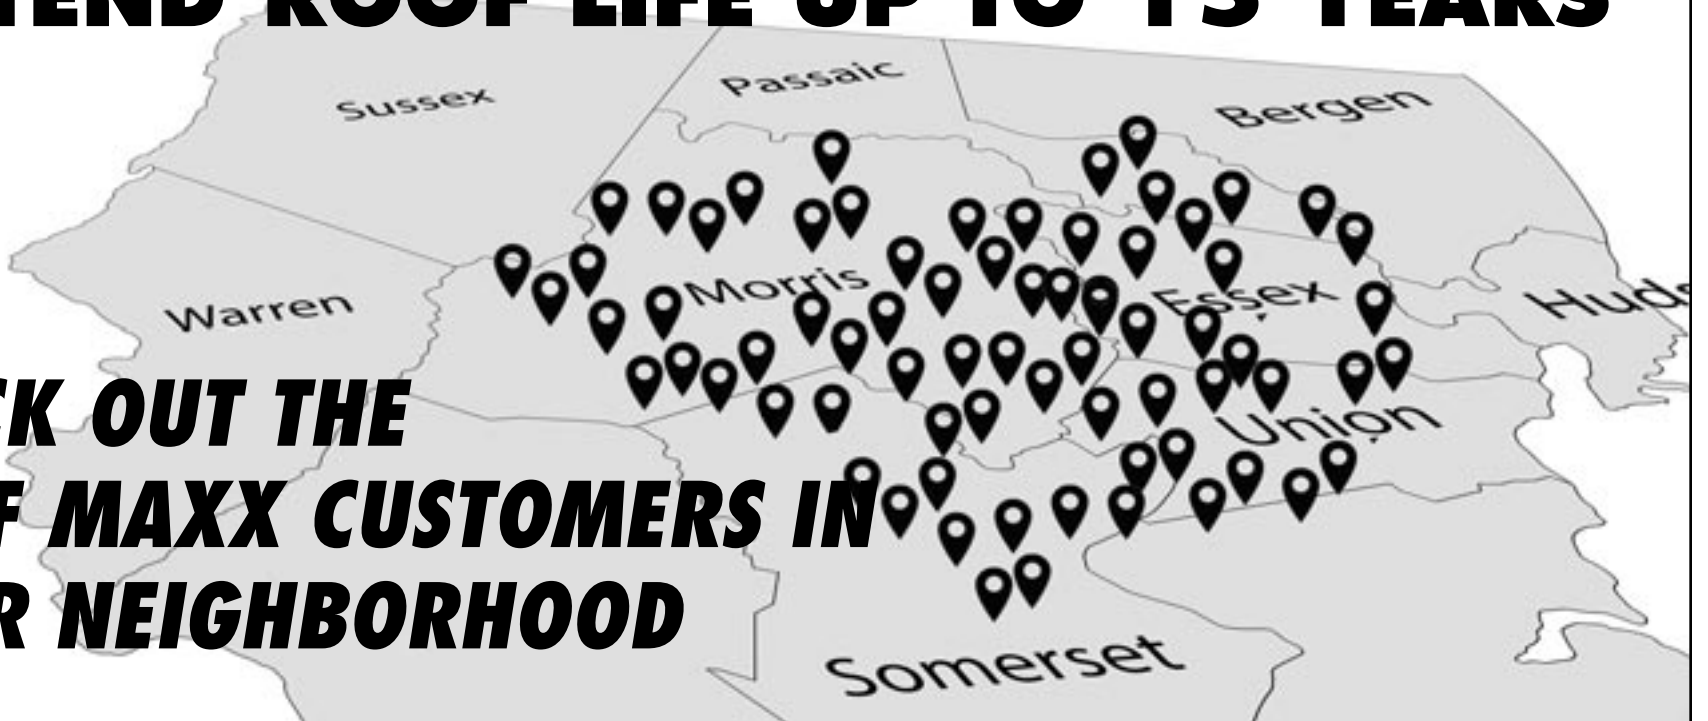 TEND ROOF LIFE UP TO 15 YEARS
Passaic
Sussex
Bergen
Morris
Essex
Warren
Huds
CK OUT THE
Union
F MAXX CUSTOMERS IN
R NEIGHBORHOOD
Somerset